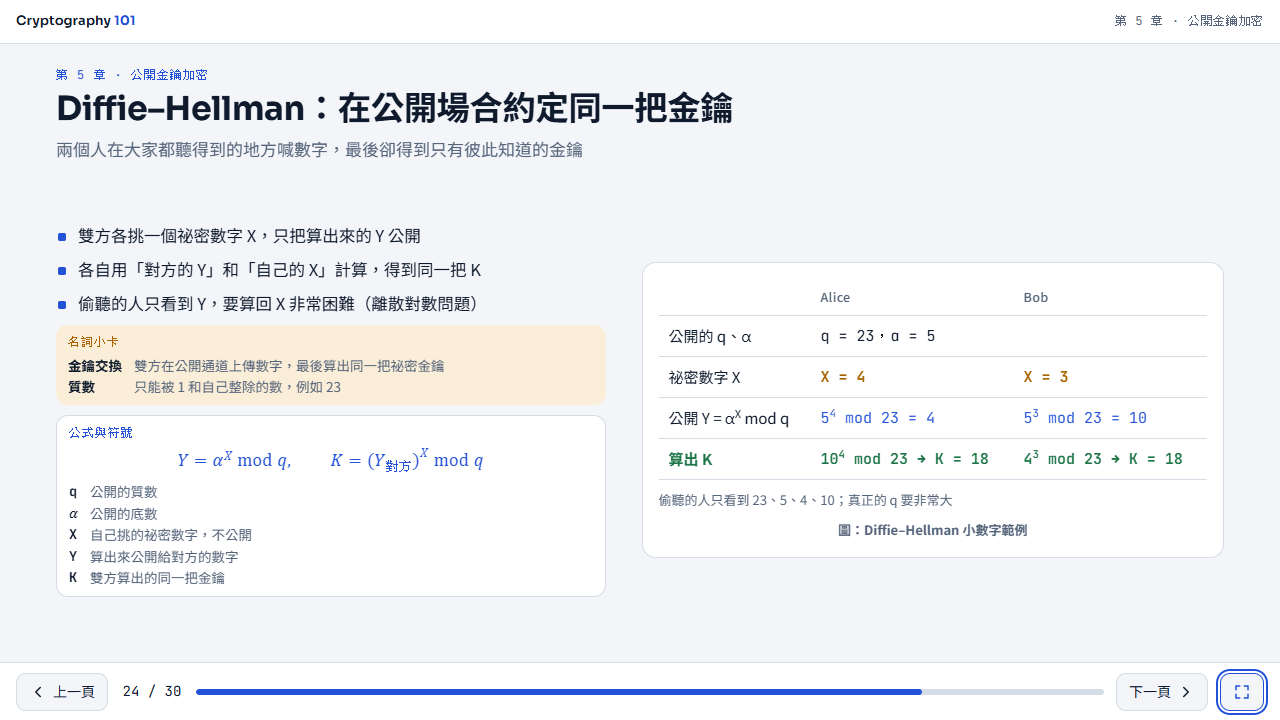 Cryptography 101
第 5 章 · 公開金鑰加密
第 5 章 · 公開金鑰加密
Diffie–Hellman：在公開場合約定同一把金鑰
兩個人在大家都聽得到的地方喊數字，最後卻得到只有彼此知道的金鑰
雙方各挑一個祕密數字 X，只把算出來的 Y 公開
各自用「對方的 Y」和「自己的 X」計算，得到同一把 K
偷聽的人只看到 Y，要算回 X 非常困難（離散對數問題）
名詞小卡
金鑰交換 雙方在公開通道上傳數字，最後算出同一把祕密金鑰
質數 只能被 1 和自己整除的數，例如 23
公式與符號
Y = α^X mod q, K = (Y_對方)^X mod q
q 公開的質數
α 公開的底數
X 自己挑的祕密數字，不公開
Y 算出來公開給對方的數字
K 雙方算出的同一把金鑰
Alice Bob
公開的 q、α q = 23，α = 5
祕密數字 X X = 4 X = 3
公開 Y = α^X mod q 5^4 mod 23 = 4 5^3 mod 23 = 10
算出 K 10^4 mod 23 → K = 18 4^3 mod 23 → K = 18
偷聽的人只看到 23、5、4、10；真正的 q 要非常大
圖：Diffie–Hellman 小數字範例
上一頁 24 / 30 下一頁